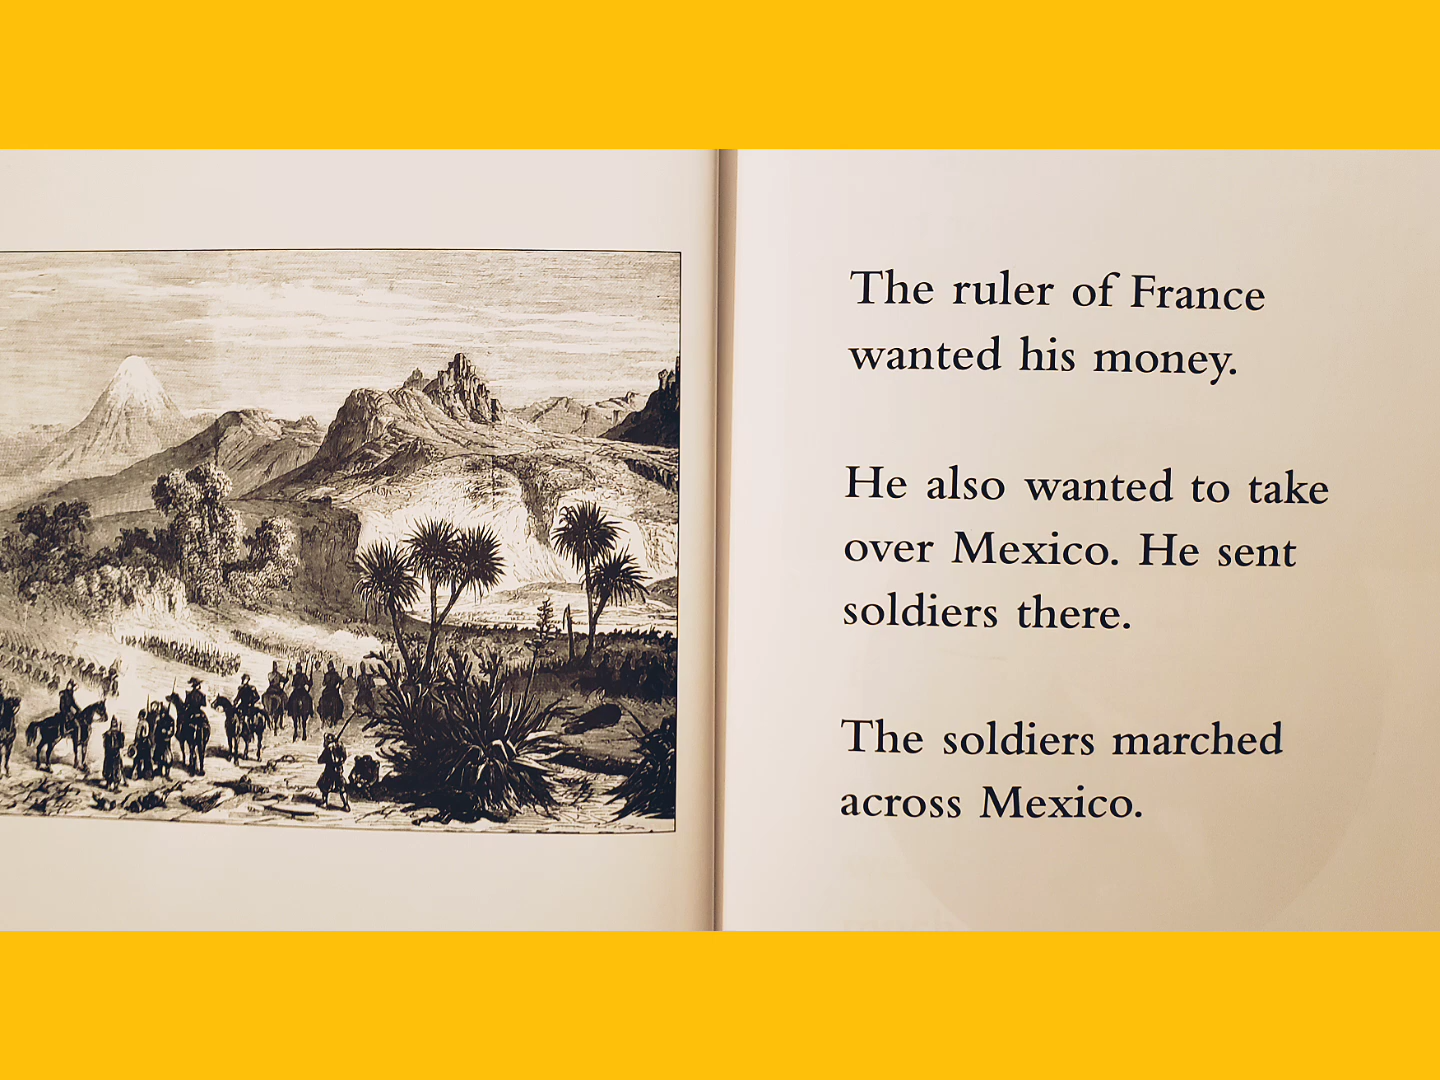 The ruler of France
wanted his money.
He also wanted to take
over Mexico. He sent
soldiers there.
The soldiers marched
across Mexico.